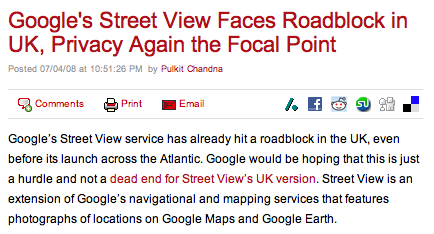 Google's Street View Faces Roadblock in
UK, Privacy Again the Focal Point
Posted 07/04/08 at 10:51:26 PM by Pulkit Chandna
Comments Print Email
Google's Street View service has already hit a roadblock in the UK, even
before its launch across the Atlantic. Google would be hoping that this is just
a hurdle and not a dead end for Street View's UK version. Street View is an
extension of Google's navigational and mapping services that features
photographs of locations on Google Maps and Google Earth.